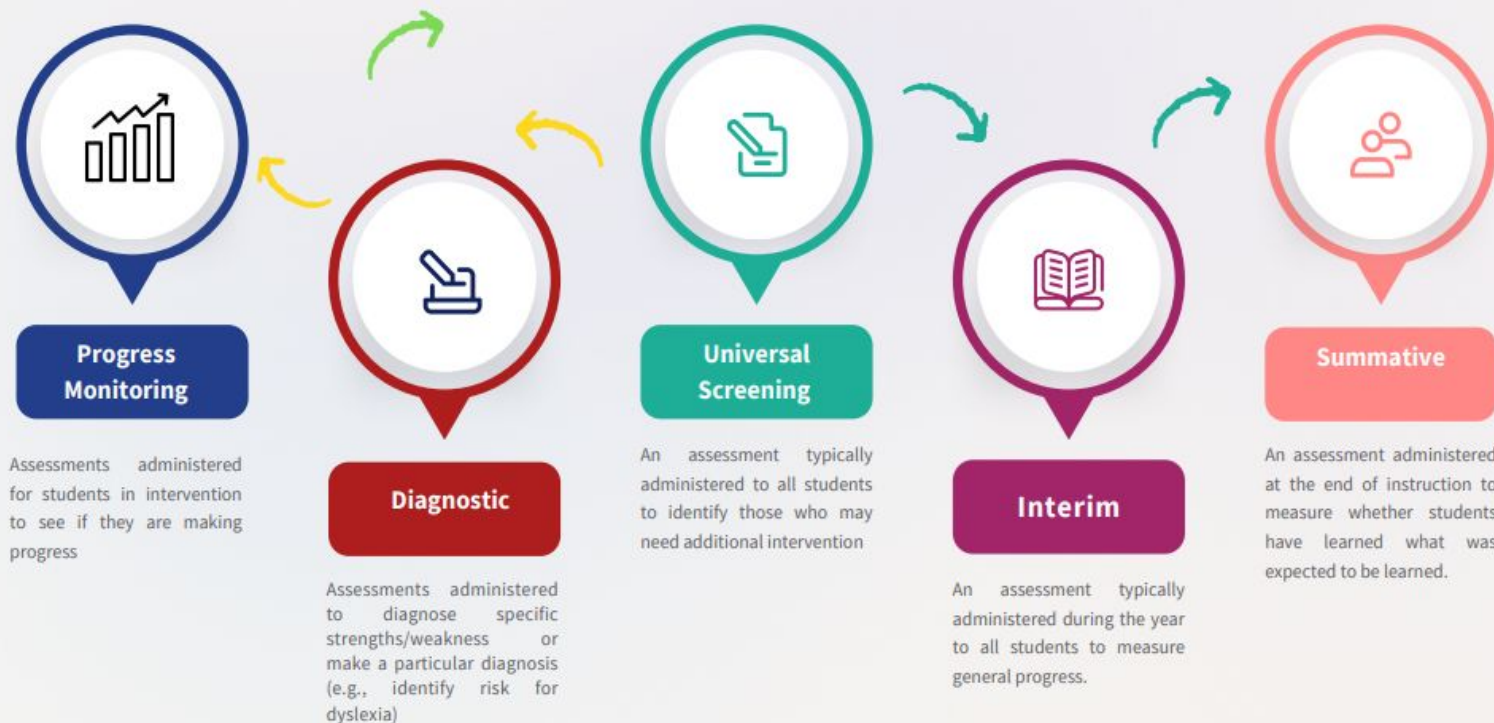 Progress
Monitoring
Assessments administered
for students in intervention
to see if they are making
progress
Diagnostic
Assessments administered
to diagnose specific
strengths/weakness or
make a particular diagnosis
(e.g., identify risk for
dyslexia)
Universal
Screening
An assessment typically
administered to all students
to identify those who may
need additional intervention
Interim
An assessment typically
administered during the year
to all students to measure
general progress.
Summative
An assessment administered
at the end of instruction to
measure whether students
have learned what was
expected to be learned.